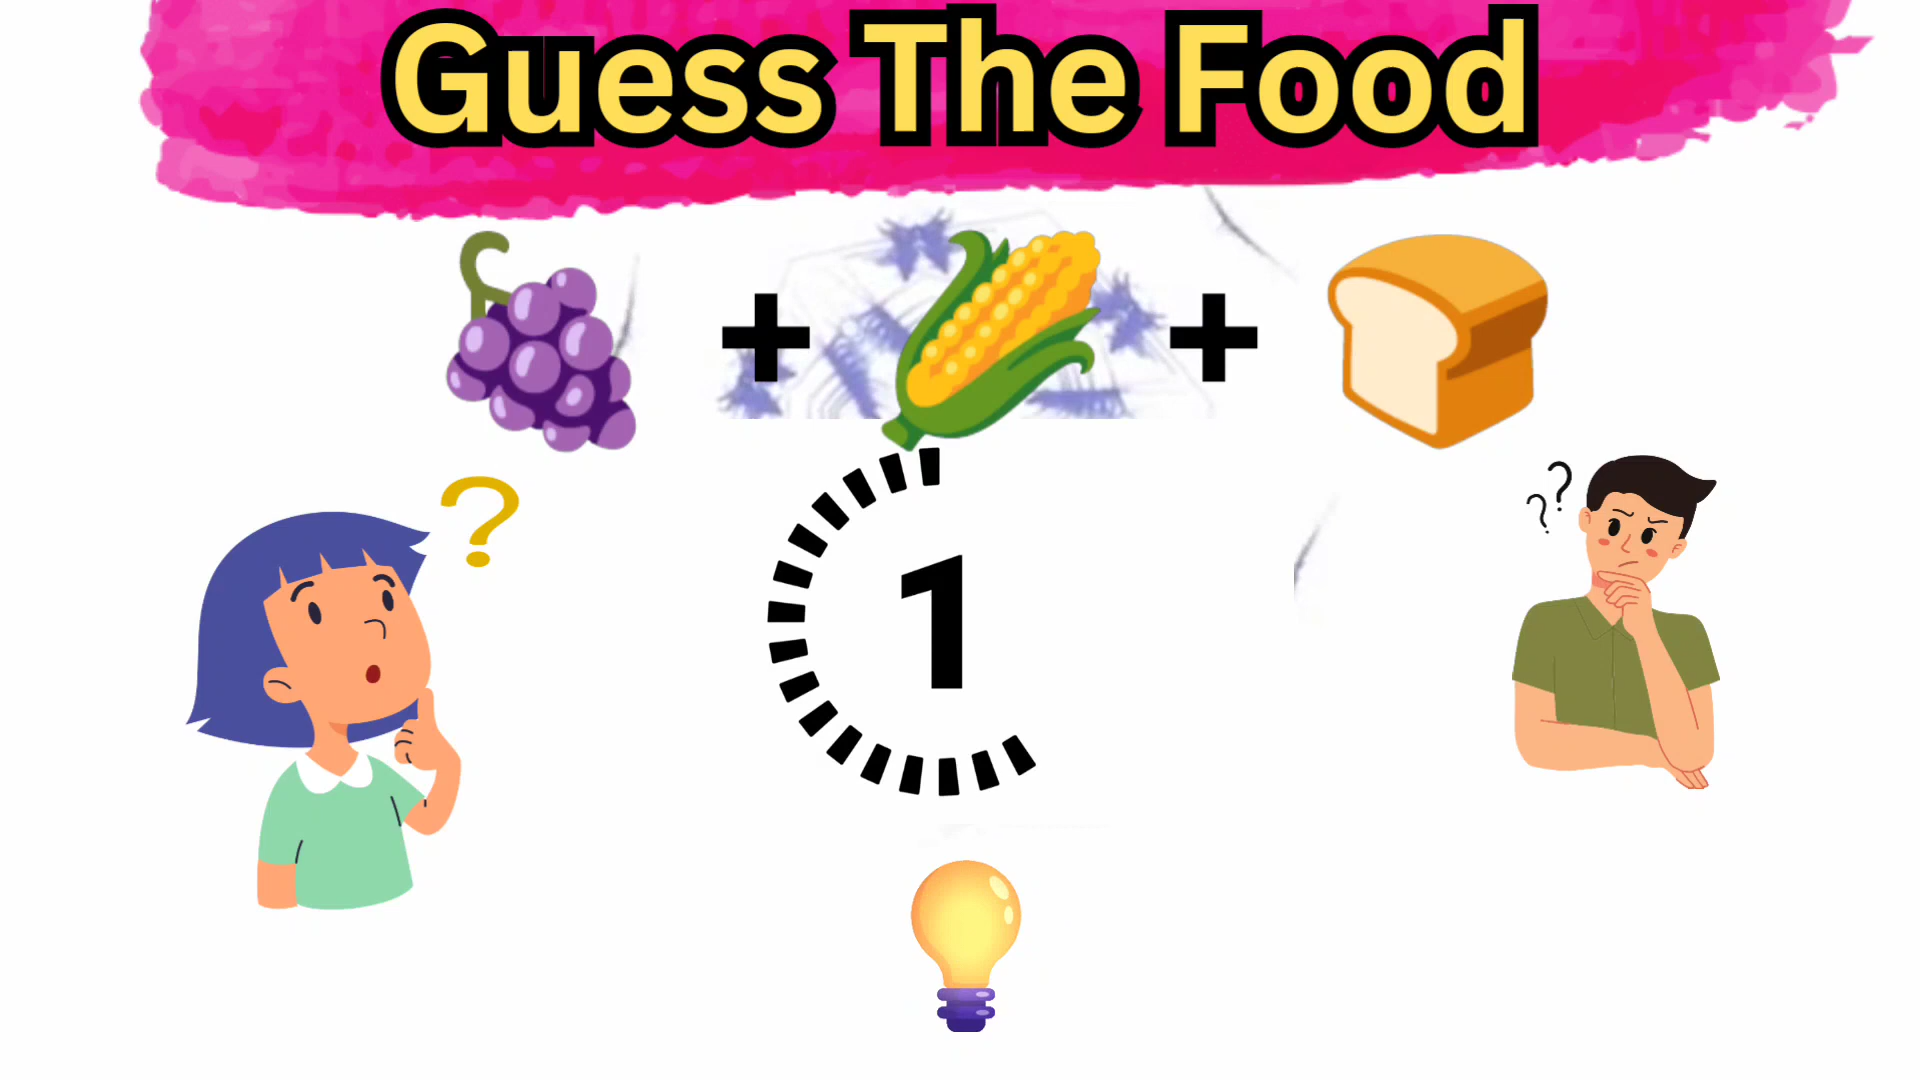 Guess The Food
+ +
?
? ?
1